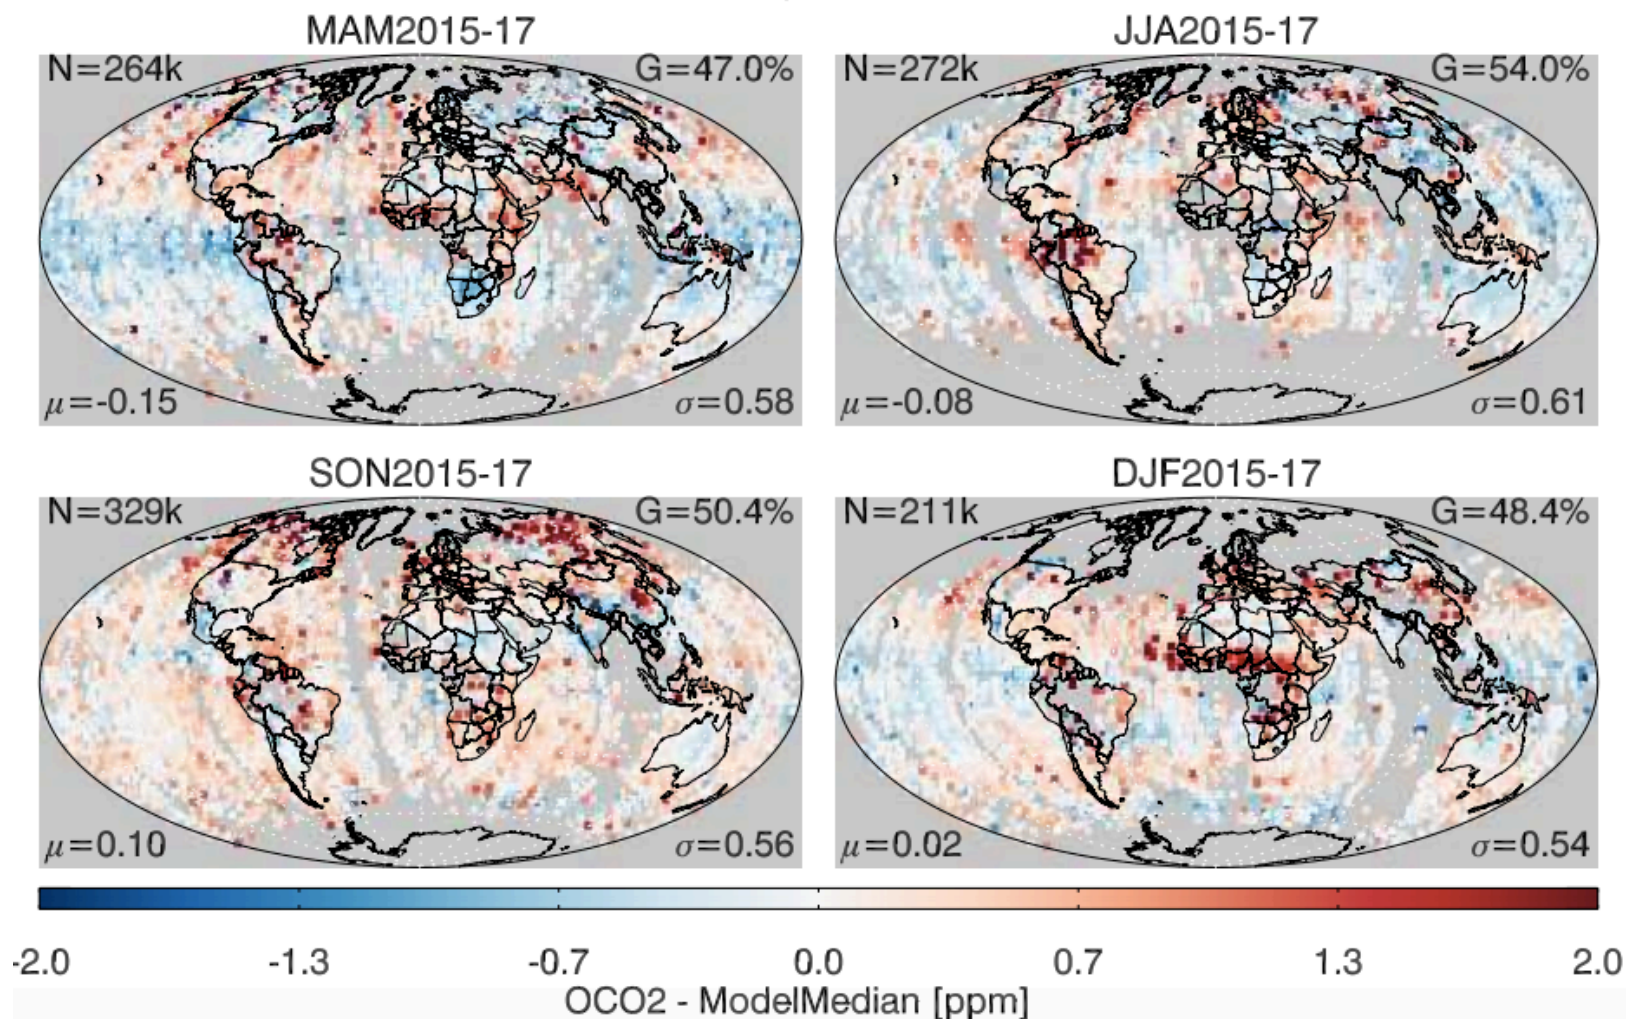 MAM2015-17
JJA2015-17
N=264k
G=47.0%
N=272k
G=54.0%
μ=-0.15
σ=0.58
μ=-0.08
σ=0.61
SON2015-17
DJF2015-17
N=329k
G=50.4%
N=211k
G=48.4%
μ=0.10
σ=0.56
μ=0.02
σ=0.54
-2.0 -1.3 -0.7 0.0 0.7 1.3 2.0
OCO2 - ModelMedian [ppm]